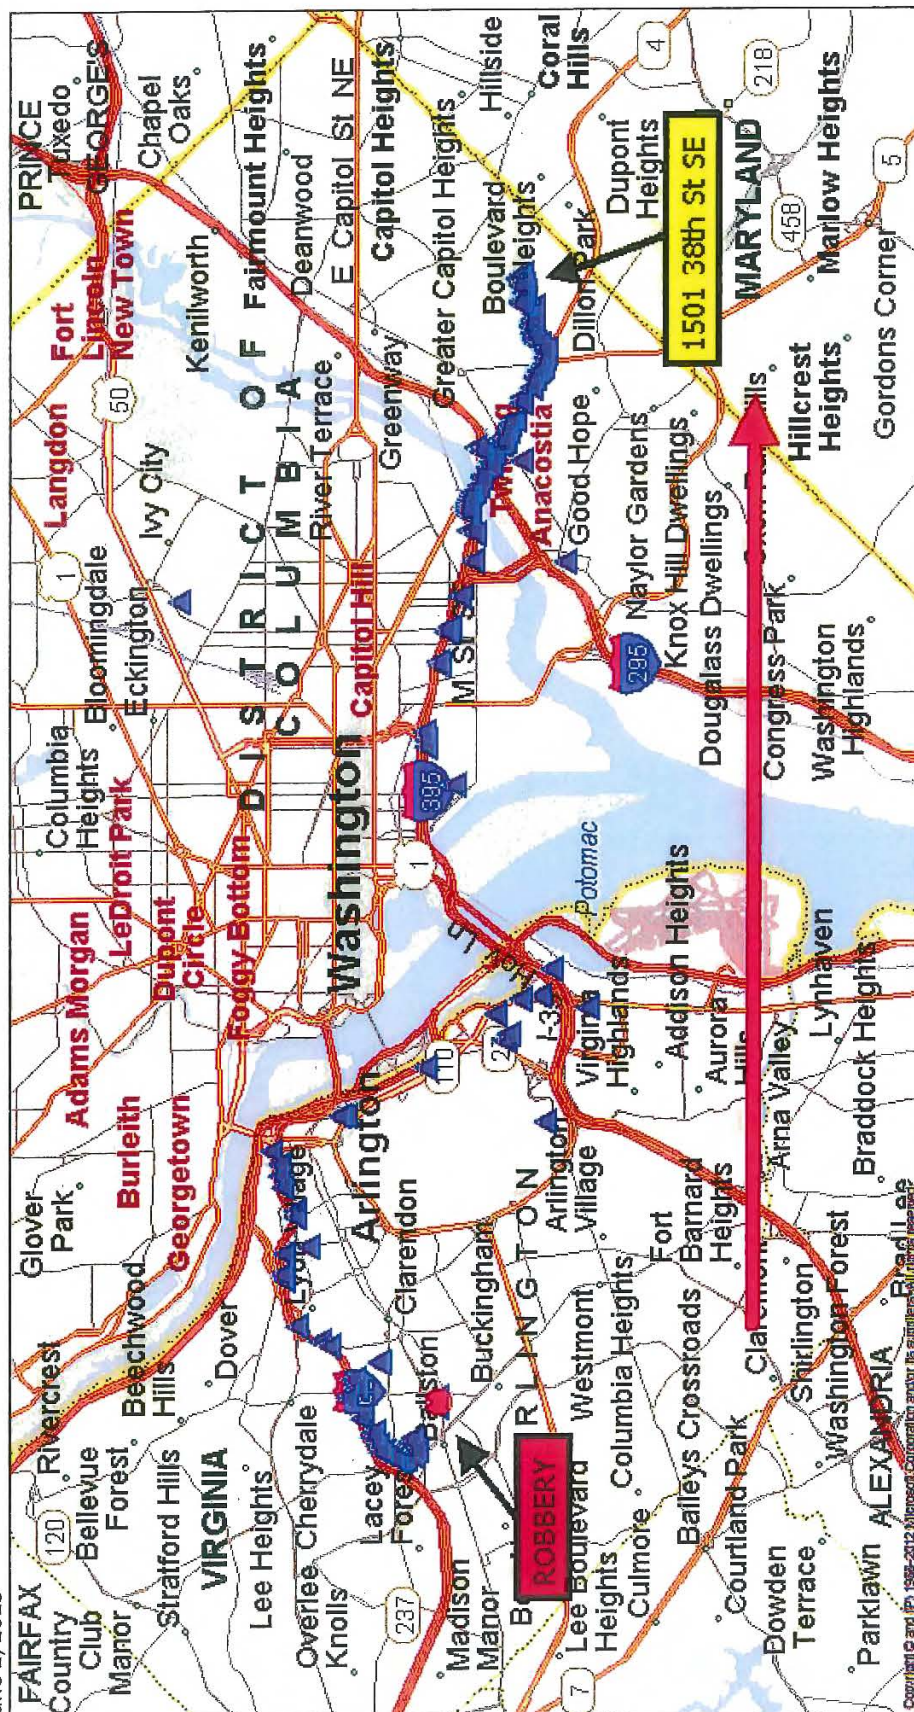 PRINCE
GEORGE'S
Tuxedo
Chapel
Oaks
Fairmount Heights
Deanwood
E Capitol St NE
Capitol Heights
Greater Capitol Heights
Hillside
Coral
Hills
4
Boulevard
Heights
Dupont
Heights
Dillon Park
1501 38th St SE
MARYLAND
218
458
Marlow Heights
5
Gordons Corner
Hillcrest
Heights
Fort
Lincoln
New Town
50
Kenilworth
Langdon
Ivy City
1
Bloomingdale
Eckington
DISTRICT OF
COLUMBIA
River Terrace
Greenway
Capitol Hill
Anacostia
Good Hope
Naylor Gardens
Knox Hill Dwellings
Douglass Dwellings
295
Congress Park
Washington
Highlands
M St S
395
Columbia
Heights
LeDroit Park
Adams Morgan
Dupont
Circle
Foggy Bottom
Washington
1
Potomac
Burleith
Georgetown
Glover
Park
Arlington
110
Virginia
Highlands
Addison Heights
Aurora
Hills
Arna Valley
Lynhaven
Braddock Heights
Rivercrest
Beechwood
Hills
Dover
120
Bellevue
Forest
Stratford Hills
VIRGINIA
Lee Heights
Cherrydale
Overlee
Knolls
Lacey
Forest
Ballston
Clarendon
Buckingham
ARLINGTON
Arlington
Village
Westmont
Columbia Heights
Fort
Barnard
Heights
Shirlington
Washington Forest
Baileys Crossroads
Courtland Park
ALEXANDRIA
FAIRFAX
Country
Club
Manor
237
Madison
Manor
ROBBERY
Lee Boulevard
Heights
Culmore
7
Dowden
Terrace
Parklawn